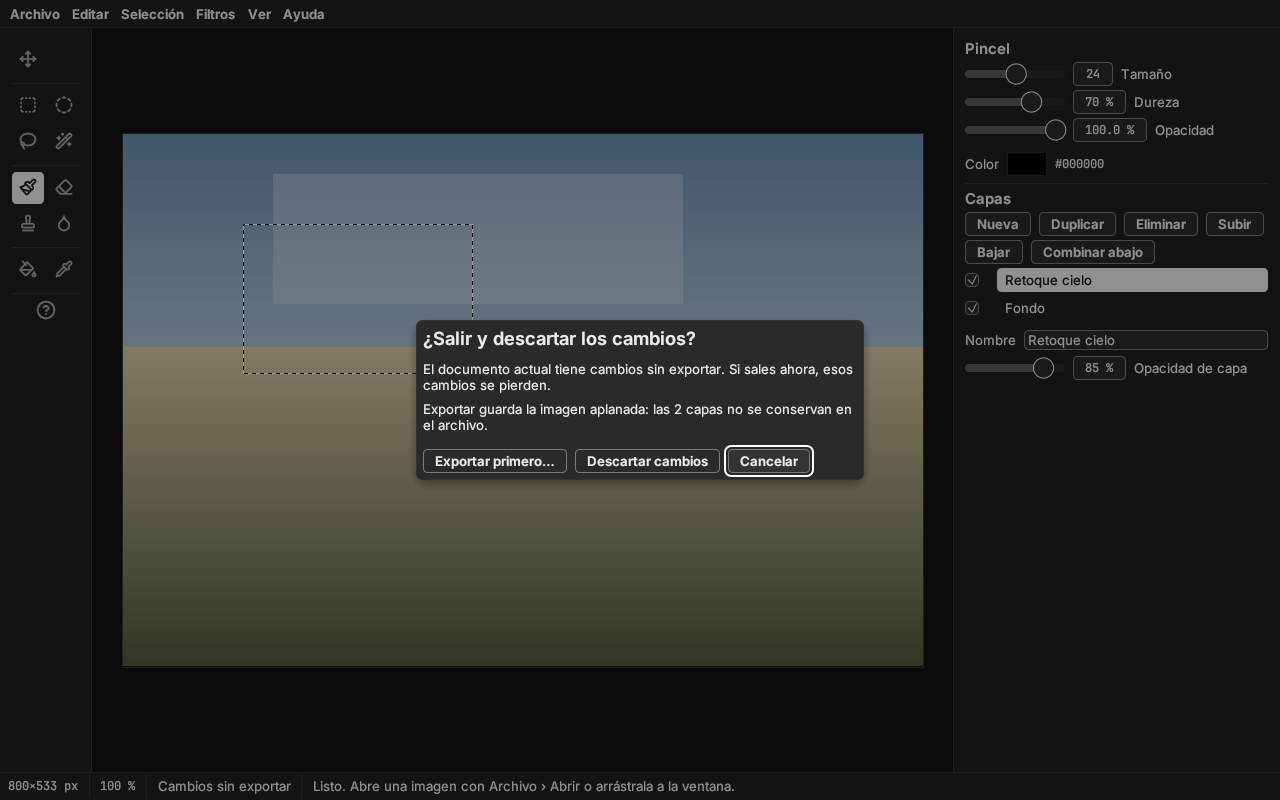 Archivo Editar Selección Filtros Ver Ayuda
Pincel
24 Tamaño
70 % Dureza
100.0 % Opacidad
Color #000000
Capas
Nueva Duplicar Eliminar Subir
Bajar Combinar abajo
Retoque cielo
Fondo
Nombre Retoque cielo
85 % Opacidad de capa
¿Salir y descartar los cambios?
El documento actual tiene cambios sin exportar. Si sales ahora, esos
cambios se pierden.
Exportar guarda la imagen aplanada: las 2 capas no se conservan en
el archivo.
Exportar primero... Descartar cambios Cancelar
800×533 px 100 % Cambios sin exportar Listo. Abre una imagen con Archivo › Abrir o arrástrala a la ventana.